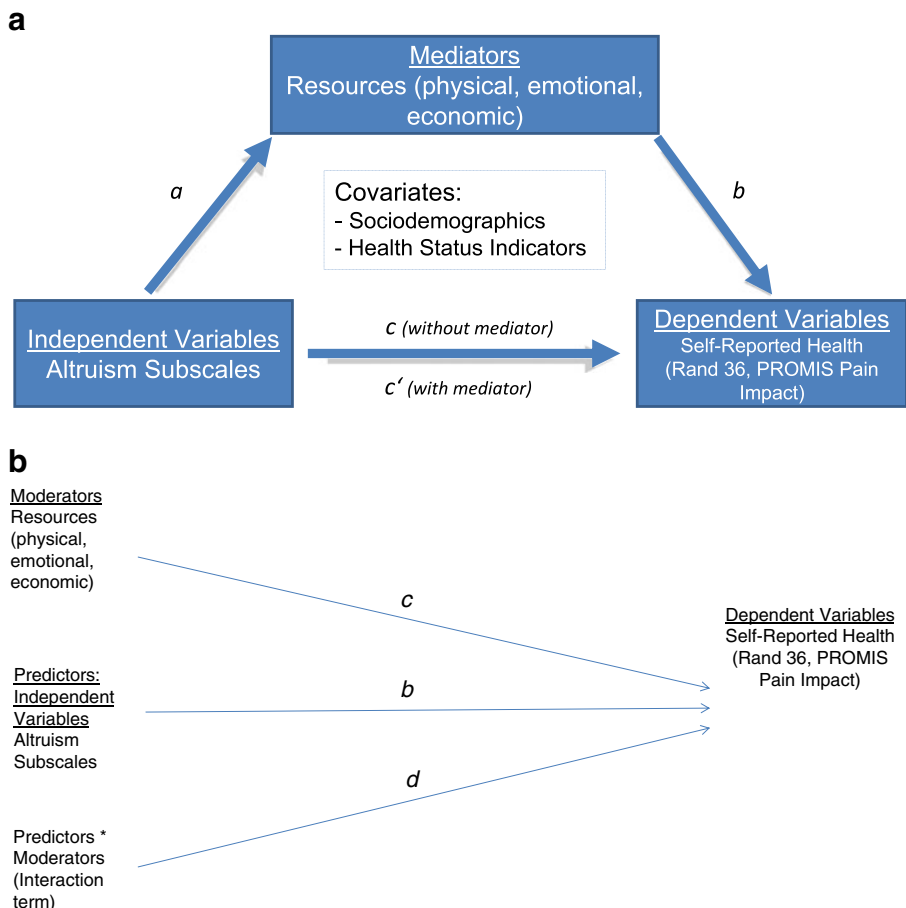 a
Mediators
Resources (physical, emotional,
economic)
a
b
Covariates:
- Sociodemographics
- Health Status Indicators
Independent Variables
Altruism Subscales
c (without mediator)
c‘ (with mediator)
Dependent Variables
Self-Reported Health
(Rand 36, PROMIS Pain
Impact)
b
Moderators
Resources
(physical,
emotional,
economic)
c
Predictors:
Independent
Variables
Altruism
Subscales
b
Predictors *
Moderators
(Interaction
term)
d
Dependent Variables
Self-Reported Health
(Rand 36, PROMIS
Pain Impact)